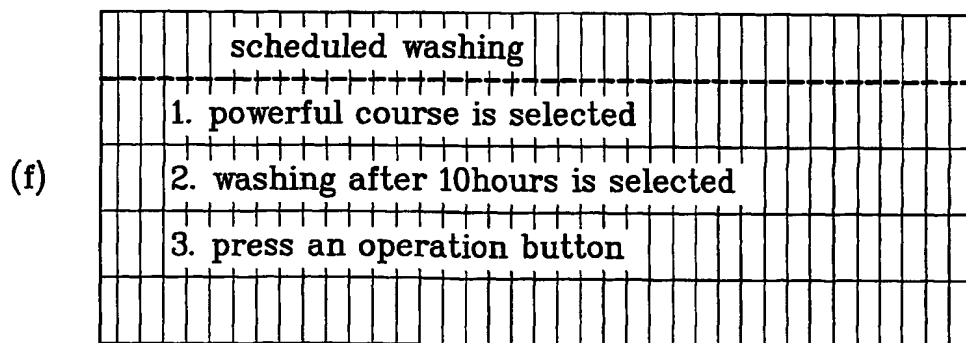 scheduled washing
1. powerful course is selected
(f)
2. washing after 10hours is selected
3. press an operation button